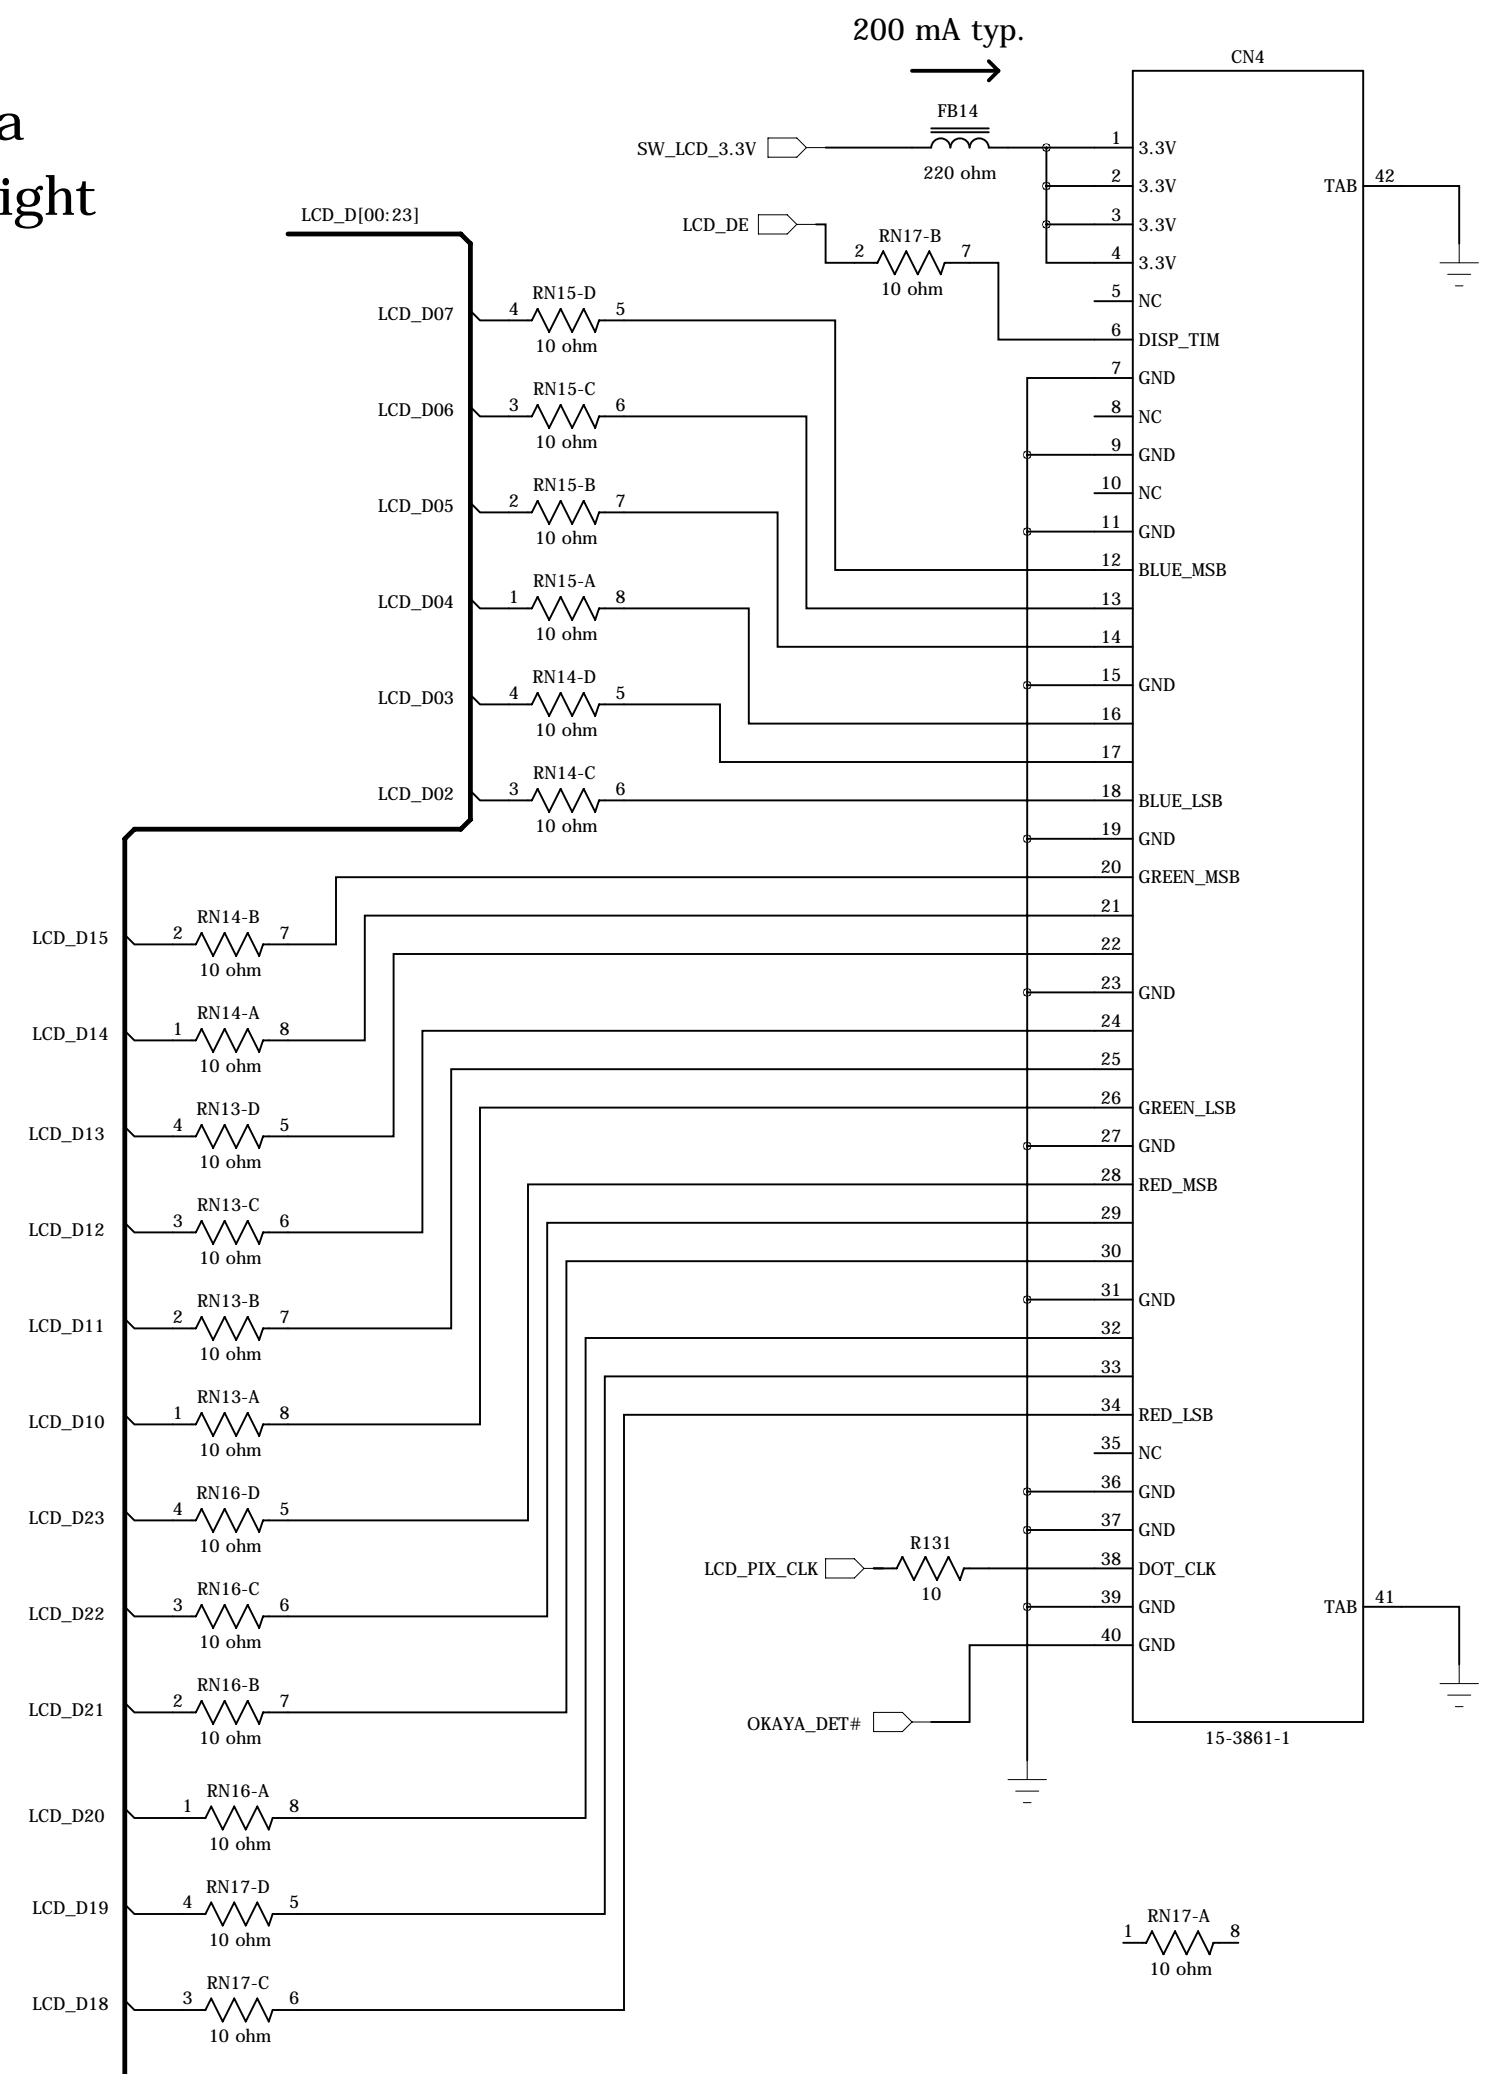 200 mA typ.
CN4
a
ight
FB14
SW_LCD_3.3V
220 ohm
1 3.3V
2 3.3V
TAB 42
LCD_D[00:23]
LCD_DE
3 3.3V
RN17-B
2 7
10 ohm
4 3.3V
5 NC
RN15-D
LCD_D07 4 5
10 ohm
6 DISP_TIM
7 GND
RN15-C
LCD_D06 3 6
10 ohm
8 NC
9 GND
RN15-B
LCD_D05 2 7
10 ohm
10 NC
11 GND
12 BLUE_MSB
RN15-A
LCD_D04 1 8
10 ohm
13
14
RN14-D
LCD_D03 4 5
10 ohm
15 GND
16
17
RN14-C
LCD_D02 3 6
10 ohm
18 BLUE_LSB
19 GND
20 GREEN_MSB
RN14-B
LCD_D15 2 7
10 ohm
21
22
23 GND
RN14-A
LCD_D14 1 8
10 ohm
24
25
RN13-D
LCD_D13 4 5
10 ohm
26 GREEN_LSB
27 GND
28 RED_MSB
RN13-C
LCD_D12 3 6
10 ohm
29
30
RN13-B
LCD_D11 2 7
10 ohm
31 GND
32
33
RN13-A
LCD_D10 1 8
10 ohm
34 RED_LSB
35 NC
RN16-D
LCD_D23 4 5
10 ohm
36 GND
37 GND
R131
LCD_PIX_CLK
10
38 DOT_CLK
RN16-C
LCD_D22 3 6
10 ohm
39 GND
TAB 41
40 GND
RN16-B
LCD_D21 2 7
10 ohm
OKAYA_DET#
15-3861-1
RN16-A
LCD_D20 1 8
10 ohm
RN17-D
LCD_D19 4 5
10 ohm
RN17-A
1 8
10 ohm
RN17-C
LCD_D18 3 6
10 ohm